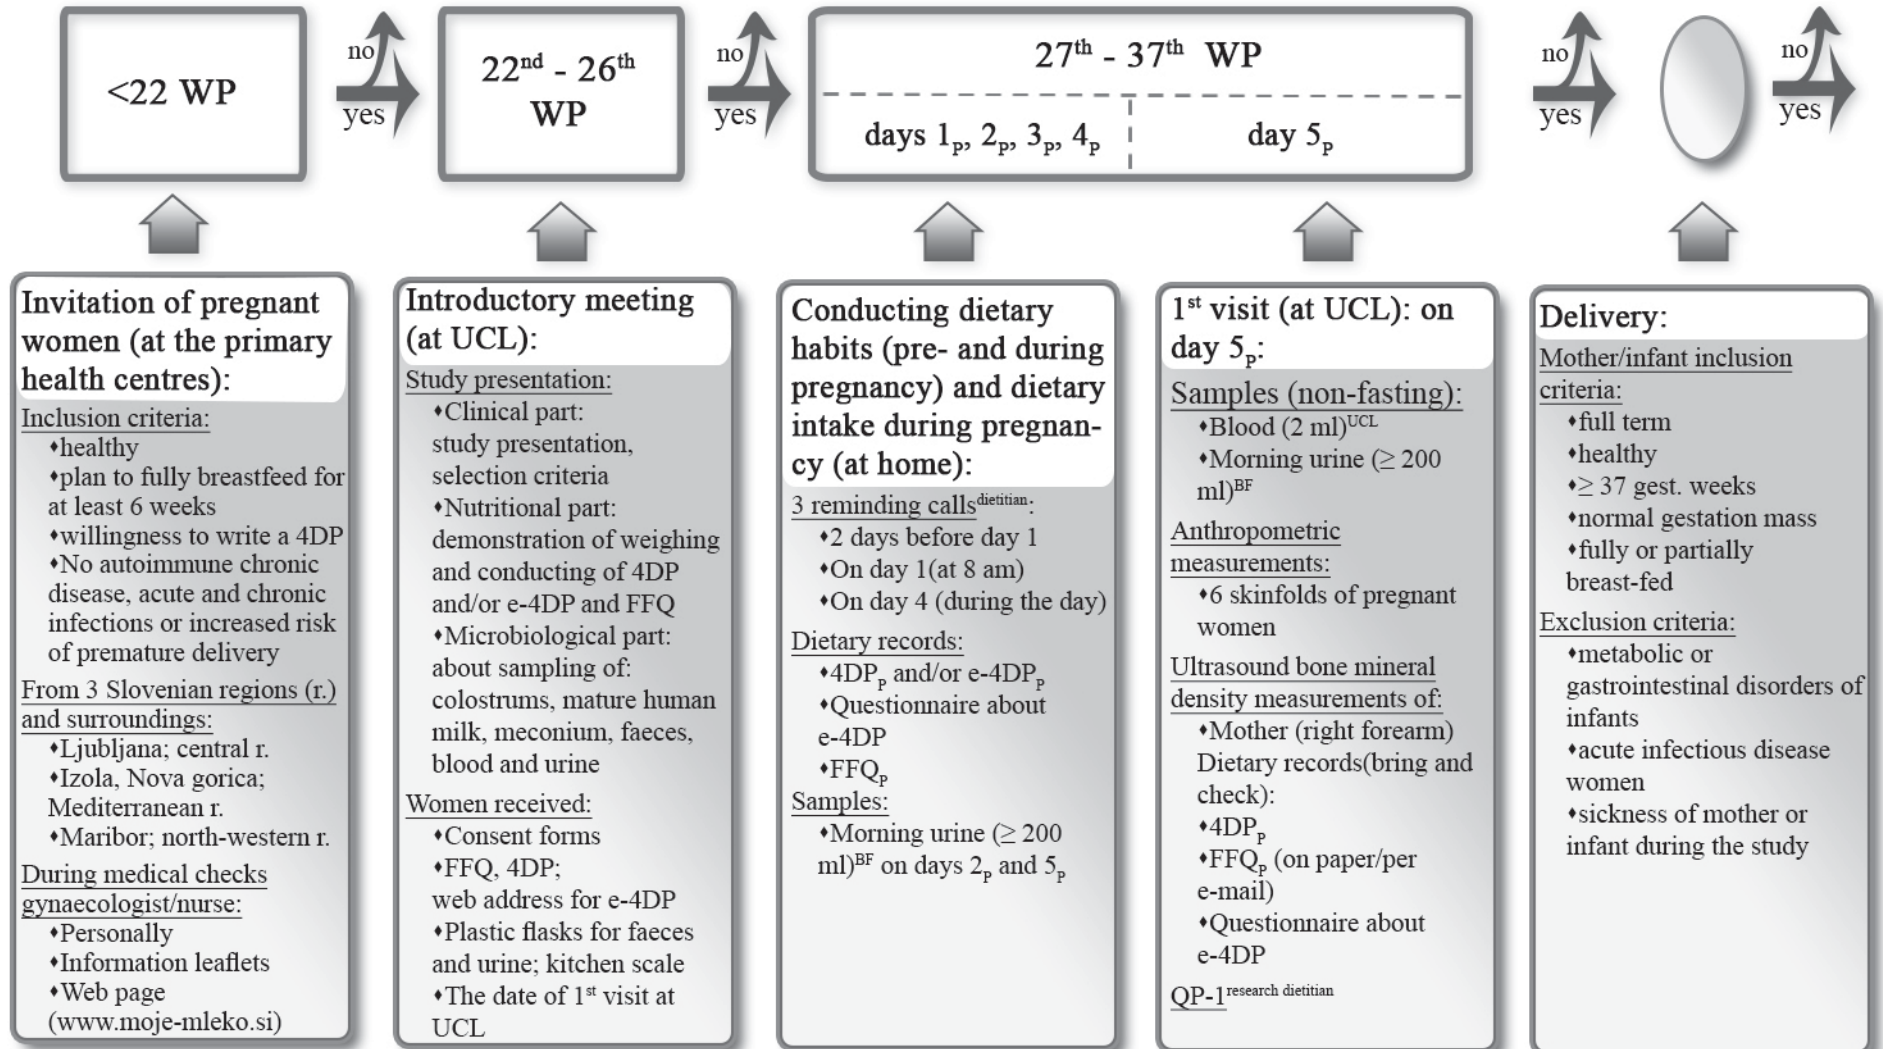 <22 WP
no
yes
22nd - 26th
WP
no
yes
27th - 37th WP
days 1P, 2P, 3P, 4P
day 5P
no
yes
no
yes
Invitation of pregnant
women (at the primary
health centres):
Inclusion criteria:
♦healthy
♦plan to fully breastfeed for
at least 6 weeks
♦willingness to write a 4DP
♦No autoimmune chronic
disease, acute and chronic
infections or increased risk
of premature delivery
From 3 Slovenian regions (r.)
and surroundings:
♦Ljubljana; central r.
♦Izola, Nova gorica;
Mediterranean r.
♦Maribor; north-western r.
During medical checks
gynaecologist/nurse:
♦Personally
♦Information leaflets
♦Web page
(www.moje-mleko.si)
Introductory meeting
(at UCL):
Study presentation:
♦Clinical part:
study presentation,
selection criteria
♦Nutritional part:
demonstration of weighing
and conducting of 4DP
and/or e-4DP and FFQ
♦Microbiological part:
about sampling of:
colostrums, mature human
milk, meconium, faeces,
blood and urine
Women received:
♦Consent forms
♦FFQ, 4DP;
web address for e-4DP
♦Plastic flasks for faeces
and urine; kitchen scale
♦The date of 1st visit at
UCL
Conducting dietary
habits (pre- and during
pregnancy) and dietary
intake during pregnan-
cy (at home):
3 reminding calls dietitian:
♦2 days before day 1
♦On day 1(at 8 am)
♦On day 4 (during the day)
Dietary records:
♦4DPP and/or e-4DPP
♦Questionnaire about
e-4DP
♦FFQP
Samples:
♦Morning urine (≥ 200
ml)BF on days 2P and 5P
1st visit (at UCL): on
day 5P:
Samples (non-fasting):
♦Blood (2 ml)UCL
♦Morning urine (≥ 200
ml)BF
Anthropometric
measurements:
♦6 skinfolds of pregnant
women
Ultrasound bone mineral
density measurements of:
♦Mother (right forearm)
Dietary records(bring and
check):
♦4DPP
♦FFQP (on paper/per
e-mail)
♦Questionnaire about
e-4DP
QP-1 research dietitian
Delivery:
Mother/infant inclusion
criteria:
♦full term
♦healthy
♦≥ 37 gest. weeks
♦normal gestation mass
♦fully or partially
breast-fed
Exclusion criteria:
♦metabolic or
gastrointestinal disorders of
infants
♦acute infectious disease
women
♦sickness of mother or
infant during the study